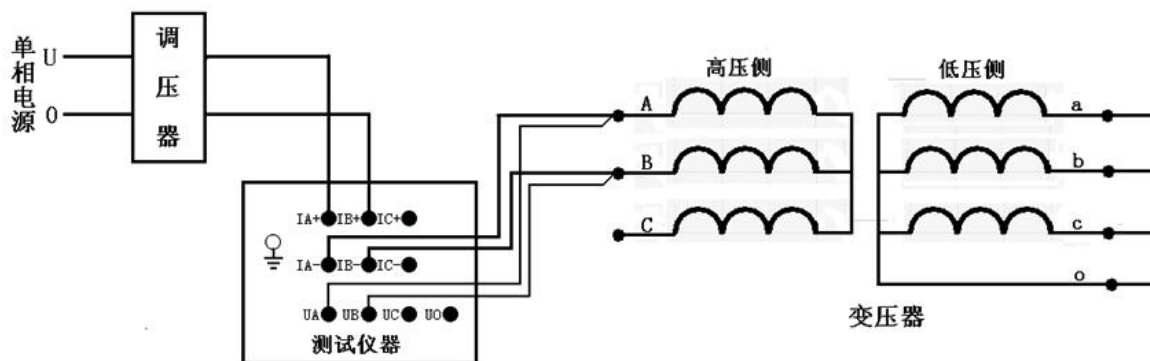 单相电源
U
O
调压器
高压侧
低压侧
A
B
C
a
b
c
o
IA+ IB+ IC+
IA- IB- IC-
UA UB UC UO
测试仪器
变压器